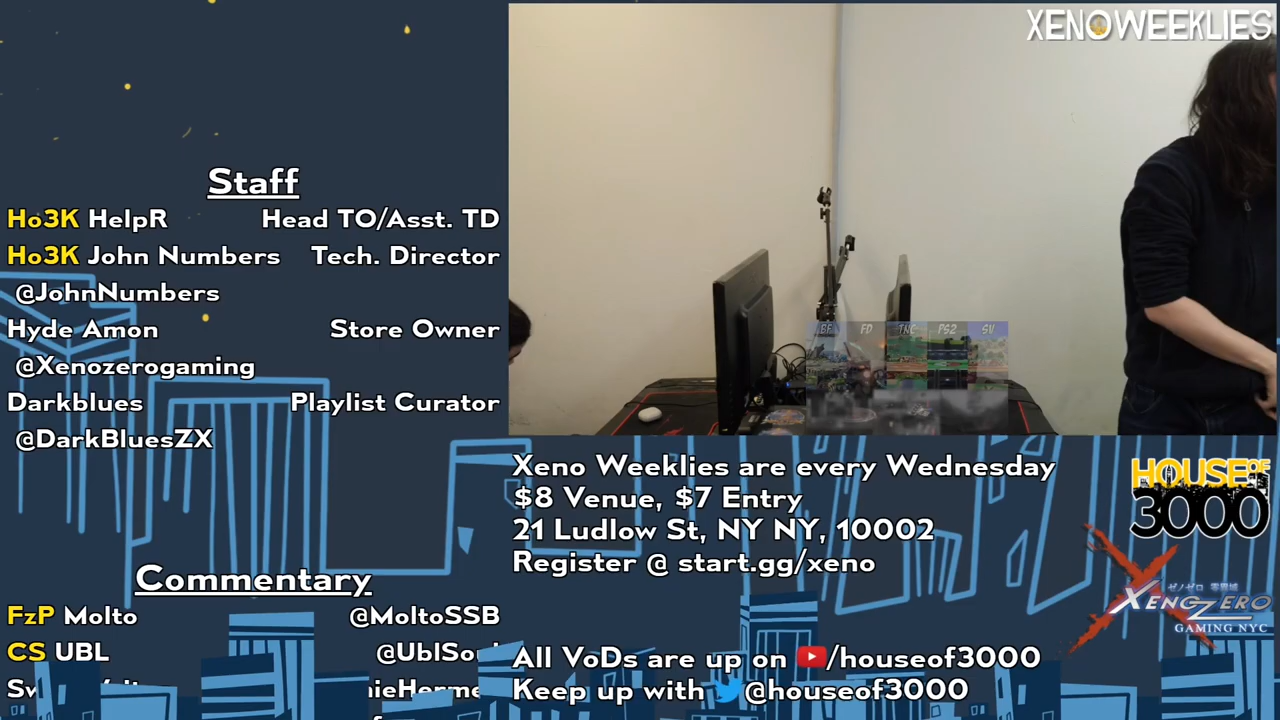 XENOWEEKLIES
Staff
Ho3K HelpR Head TO/Asst. TD
Ho3K John Numbers Tech. Director
@JohnNumbers
Hyde Amon Store Owner
@Xenozerogaming
Darkblues Playlist Curator
@DarkBluesZX
Commentary
FzP Molto @MoltoSSB
CS UBL
BF FD TNC PS2 SV
Xeno Weeklies are every Wednesday
$8 Venue, $7 Entry
21 Ludlow St, NY NY, 10002
Register @ start.gg/xeno
All VoDs are up on /houseof3000
Keep up with @houseof3000
HOUSE OF
3000
XENOZERO
GAMING NYC